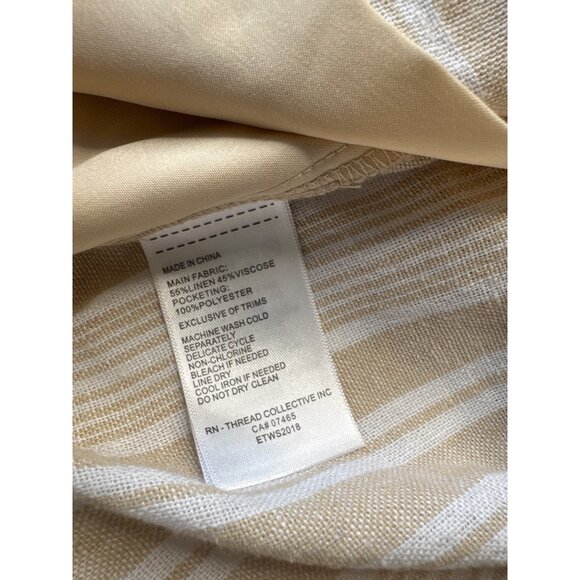 MADE IN CHINA
MAIN FABRIC:
55%LINEN 45%VISCOSE
POCKETING:
100%POLYESTER
EXCLUSIVE OF TRIMS
MACHINE WASH COLD
SEPARATELY
DELICATE CYCLE
NON-CHLORINE
BLEACH IF NEEDED
LINE DRY
COOL IRON IF NEEDED
DO NOT DRY CLEAN
RN - THREAD COLLECTIVE INC
CA# 07465
ETWS2018